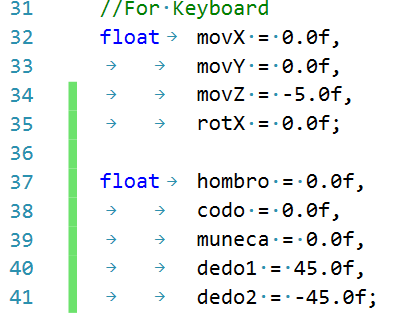 31 //For Keyboard
32 float movX = 0.0f,
33 movY = 0.0f,
34 movZ = -5.0f,
35 rotX = 0.0f;
36
37 float hombro = 0.0f,
38 codo = 0.0f,
39 muneca = 0.0f,
40 dedo1 = 45.0f,
41 dedo2 = -45.0f;